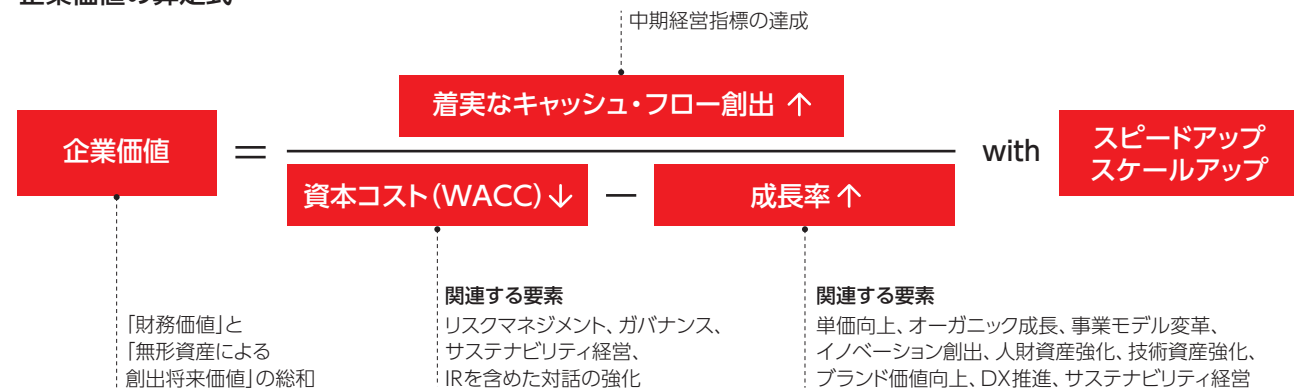 企業価値の算定式
中期経営指標の達成
着実なキャッシュ・フロー創出 ↑
企業価値
=
with
スピードアップ
スケールアップ
資本コスト(WACC)↓
―
成長率 ↑
「財務価値」と
「無形資産による
創出将来価値」の総和
関連する要素
リスクマネジメント、ガバナンス、
サステナビリティ経営、
IRを含めた対話の強化
関連する要素
単価向上、オーガニック成長、事業モデル変革、
イノベーション創出、人財資産強化、技術資産強化、
ブランド価値向上、DX推進、サステナビリティ経営